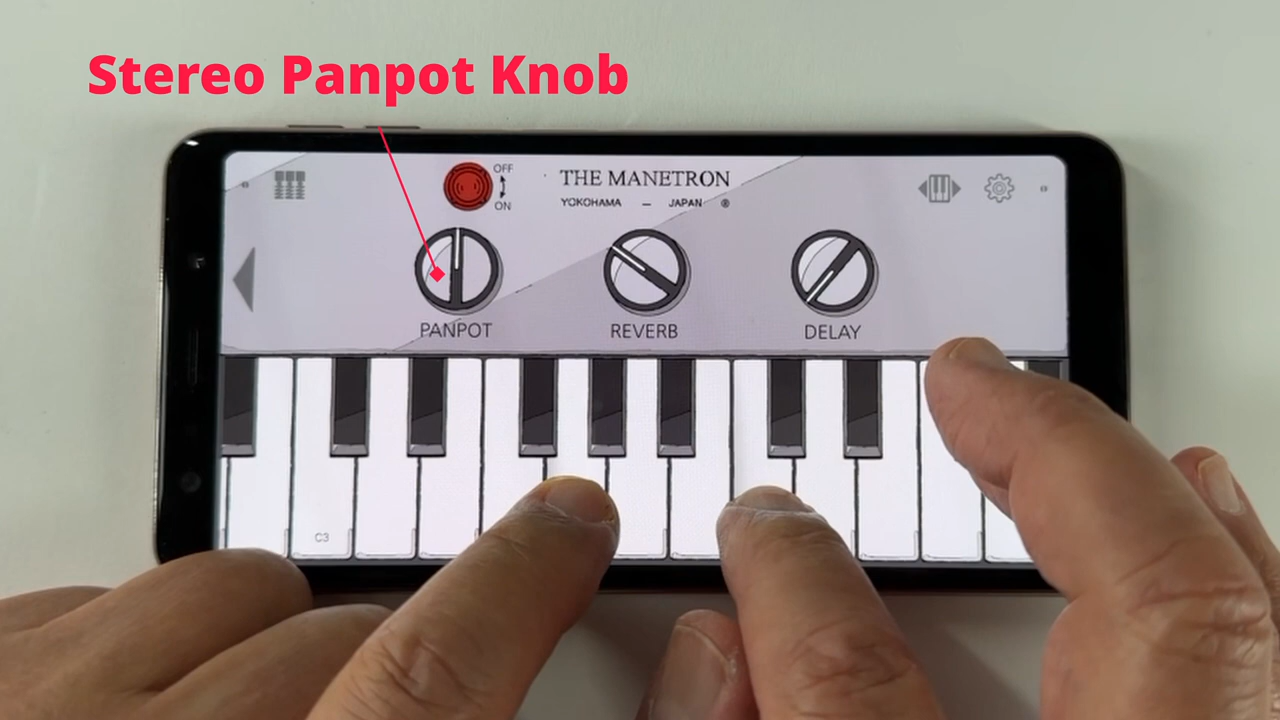 Stereo Panpot Knob
OFF
ON
THE MANETRON
YOKOHAMA — JAPAN ®
PANPOT
REVERB
DELAY
C3